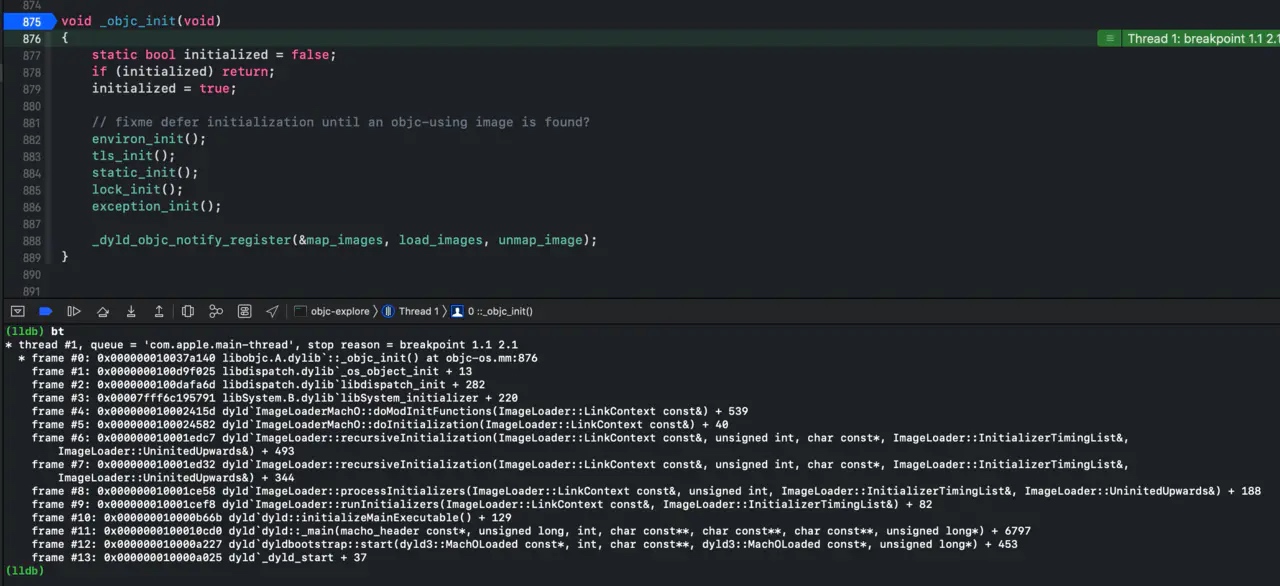 874
875 void _objc_init(void)
876 {
Thread 1: breakpoint 1.1 2.1
877 static bool initialized = false;
878 if (initialized) return;
879 initialized = true;
880
881 // fixme defer initialization until an objc-using image is found?
882 environ_init();
883 tls_init();
884 static_init();
885 lock_init();
886 exception_init();
887
888 _dyld_objc_notify_register(&map_images, load_images, unmap_image);
889 }
890
891
objc-explore Thread 1 0 ::_objc_init()
(lldb) bt
* thread #1, queue = 'com.apple.main-thread', stop reason = breakpoint 1.1 2.1
* frame #0: 0x000000010037a140 libobjc.A.dylib`::_objc_init() at objc-os.mm:876
frame #1: 0x0000000100d9f025 libdispatch.dylib`_os_object_init + 13
frame #2: 0x0000000100dafa6d libdispatch.dylib`libdispatch_init + 282
frame #3: 0x00007fff6c195791 libSystem.B.dylib`libSystem_initializer + 220
frame #4: 0x000000010002415d dyld`ImageLoaderMachO::doModInitFunctions(ImageLoader::LinkContext const&) + 539
frame #5: 0x0000000100024582 dyld`ImageLoaderMachO::doInitialization(ImageLoader::LinkContext const&) + 40
frame #6: 0x000000010001edc7 dyld`ImageLoader::recursiveInitialization(ImageLoader::LinkContext const&, unsigned int, char const*, ImageLoader::InitializerTimingList&,
ImageLoader::UninitedUpwards&) + 493
frame #7: 0x000000010001ed32 dyld`ImageLoader::recursiveInitialization(ImageLoader::LinkContext const&, unsigned int, char const*, ImageLoader::InitializerTimingList&,
ImageLoader::UninitedUpwards&) + 344
frame #8: 0x000000010001ce58 dyld`ImageLoader::processInitializers(ImageLoader::LinkContext const&, unsigned int, ImageLoader::InitializerTimingList&, ImageLoader::UninitedUpwards&) + 188
frame #9: 0x000000010001cef8 dyld`ImageLoader::runInitializers(ImageLoader::LinkContext const&, ImageLoader::InitializerTimingList&) + 82
frame #10: 0x000000010000b66b dyld`dyld::initializeMainExecutable() + 129
frame #11: 0x0000000100010cd0 dyld`dyld::_main(macho_header const*, unsigned long, int, char const**, char const**, char const**, unsigned long*) + 6797
frame #12: 0x000000010000a227 dyld`dyldbootstrap::start(dyld3::MachOLoaded const*, int, char const**, dyld3::MachOLoaded const*, unsigned long*) + 453
frame #13: 0x000000010000a025 dyld`_dyld_start + 37
(lldb)